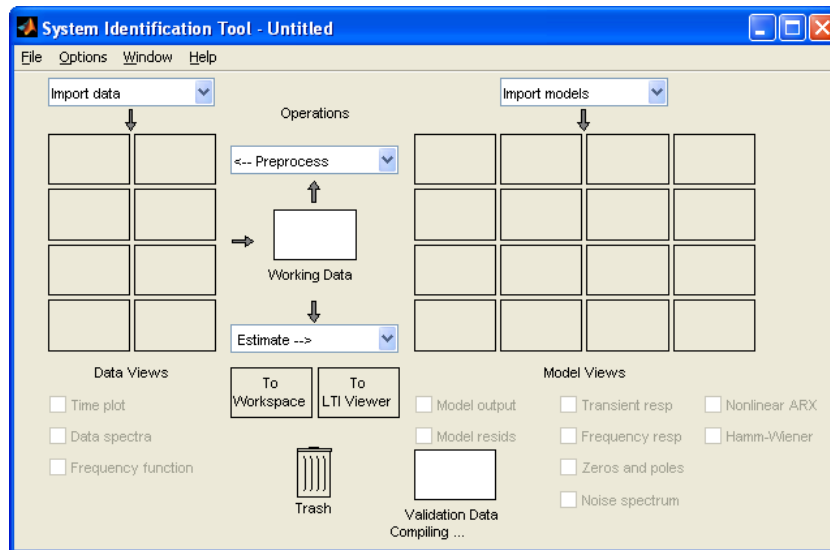 System Identification Tool - Untitled
File Options Window Help
Import data
Import models
Operations
<-- Preprocess
Working Data
Estimate -->
Data Views
Model Views
To Workspace
To LTI Viewer
Time plot
Data spectra
Frequency function
Model output
Model resids
Transient resp
Frequency resp
Zeros and poles
Noise spectrum
Nonlinear ARX
Hamm-Wiener
Trash
Validation Data
Compiling ...